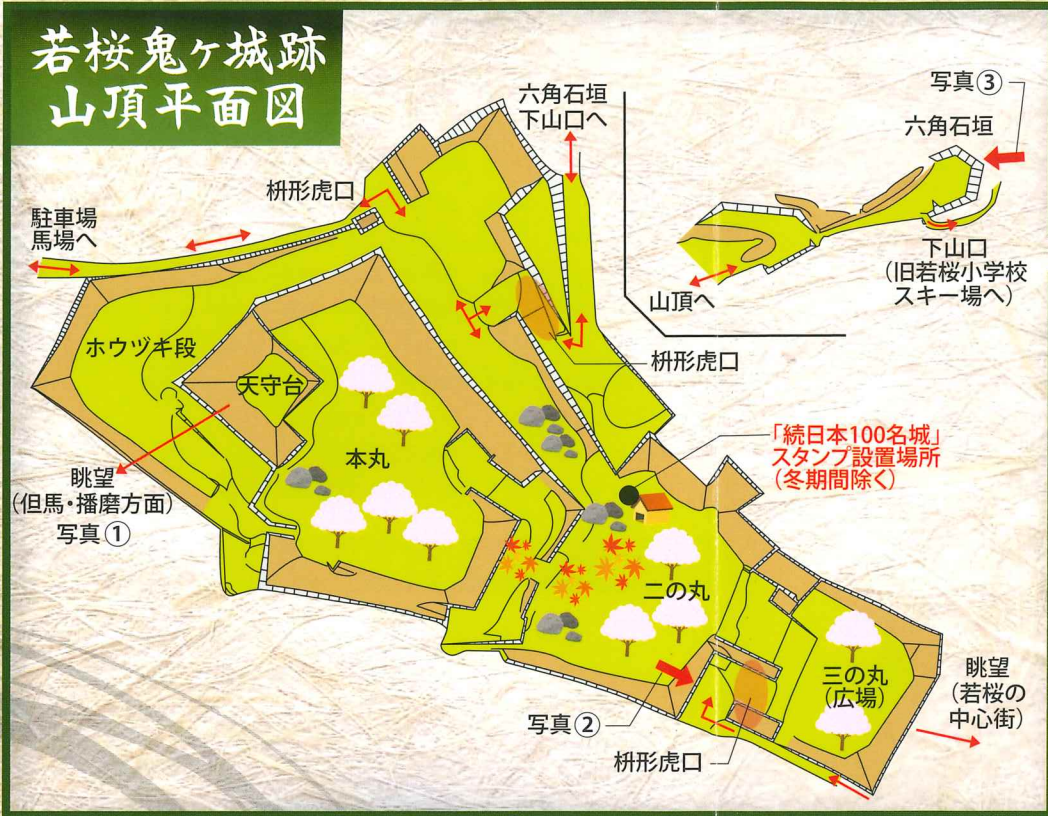 若桜鬼ヶ城跡
山頂平面図
六角石垣
下山口へ
写真③
六角石垣
枡形虎口
駐車場
馬場へ
下山口
(旧若桜小学校
スキー場へ)
山頂へ
ホウヅキ段
枡形虎口
天守台
「続日本100名城」
スタンプ設置場所
(冬期間除く)
本丸
眺望
(但馬・播磨方面)
写真①
二の丸
三の丸
(広場)
眺望
(若桜の
中心街)
写真②
枡形虎口